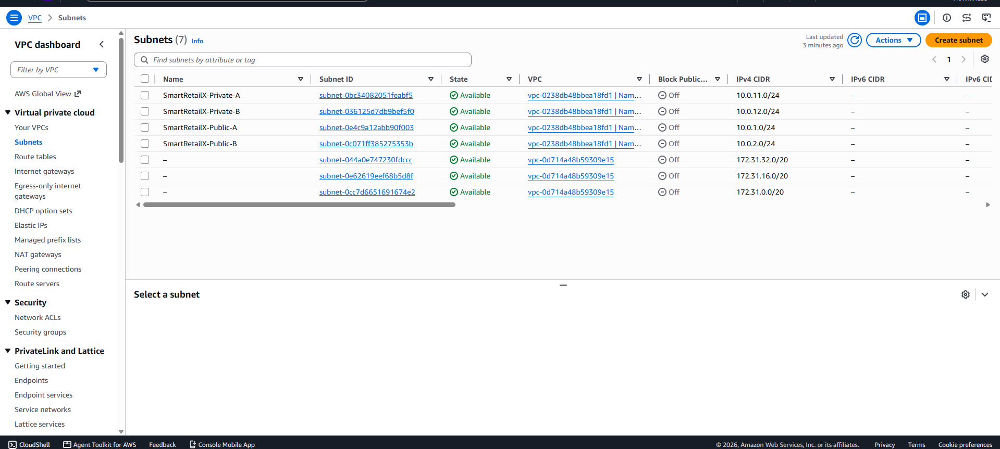 VPC > Subnets
VPC dashboard
Filter by VPC
AWS Global View
Virtual private cloud
Your VPCs
Subnets
Route tables
Internet gateways
Egress-only internet
gateways
DHCP option sets
Elastic IPs
Managed prefix lists
NAT gateways
Peering connections
Route servers
Security
Network ACLs
Security groups
PrivateLink and Lattice
Getting started
Endpoints
Endpoint services
Service networks
Lattice services
Subnets (7) Info
Last updated
3 minutes ago
Actions
Create subnet
Find subnets by attribute or tag
1
Name Subnet ID State VPC Block Public... IPv4 CIDR IPv6 CIDR IPv6 CID
SmartRetailX-Private-A subnet-0bc34082051feabf5 Available vpc-0238db48bbea18fd1 | Nam... Off 10.0.11.0/24 – –
SmartRetailX-Private-B subnet-036125d7db9bef5f0 Available vpc-0238db48bbea18fd1 | Nam... Off 10.0.12.0/24 – –
SmartRetailX-Public-A subnet-0e4c9a12abb90f003 Available vpc-0238db48bbea18fd1 | Nam... Off 10.0.1.0/24 – –
SmartRetailX-Public-B subnet-0c071ff385275353b Available vpc-0238db48bbea18fd1 | Nam... Off 10.0.2.0/24 – –
– subnet-044a0e747230fdccc Available vpc-0d714a48b59309e15 Off 172.31.32.0/20 – –
– subnet-0e62619eef68b5d8f Available vpc-0d714a48b59309e15 Off 172.31.16.0/20 – –
– subnet-0cc7d6651691674e2 Available vpc-0d714a48b59309e15 Off 172.31.0.0/20 – –
Select a subnet
CloudShell Agent Toolkit for AWS Feedback Console Mobile App © 2026, Amazon Web Services, Inc. or its affiliates. Privacy Terms Cookie preferences